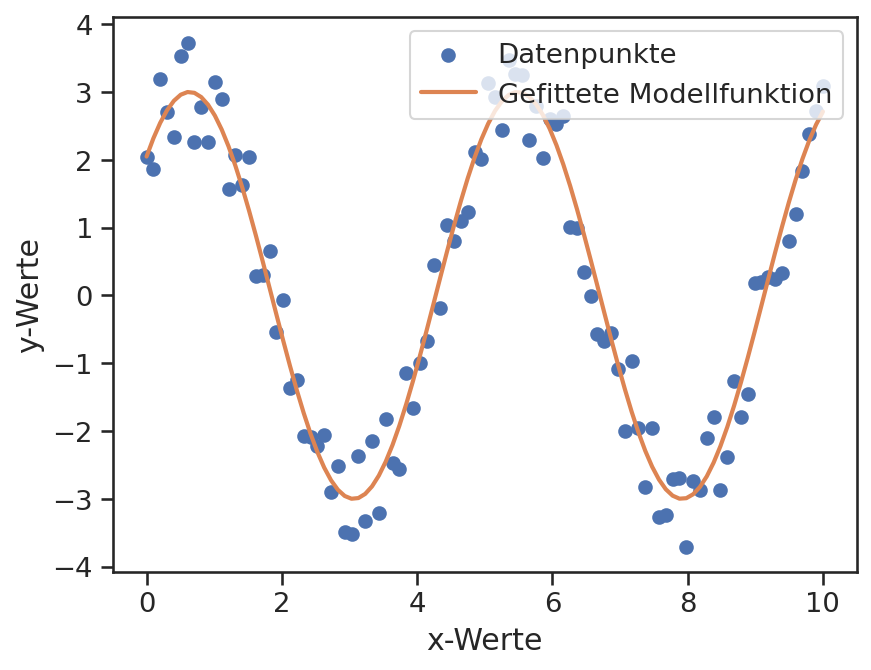 4
3
2
1
0
−1
−2
−3
−4
y-Werte
Datenpunkte
Gefittete Modellfunktion
0 2 4 6 8 10
x-Werte